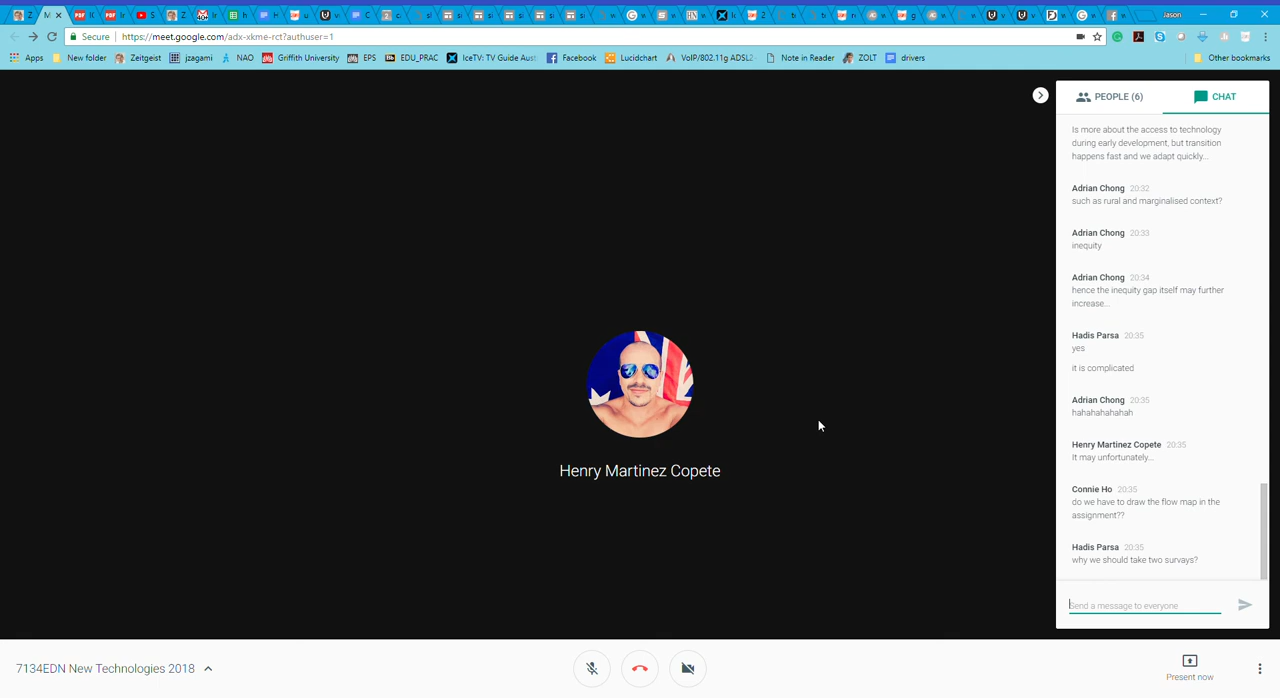 Jason
Secure
https://meet.google.com/adx-xkme-rct?authuser=1
Apps
New folder
Zeitgeist
jzagami
NAO
Griffith University
EPS
EDU_PRAC
IceTV: TV Guide Aust
Facebook
Lucidchart
VoIP/802.11g ADSL2+
Note in Reader
ZOLT
drivers
Other bookmarks
PEOPLE (6)
CHAT
Is more about the access to technology
during early development, but transition
happens fast and we adapt quickly...
Adrian Chong 20:32
such as rural and marginalised context?
Adrian Chong 20:33
inequity
Adrian Chong 20:34
hence the inequity gap itself may further
increase...
Hadis Parsa 20:35
yes
it is complicated
Adrian Chong 20:35
hahahahahahah
Henry Martinez Copete 20:35
It may unfortunately...
Connie Ho 20:35
do we have to draw the flow map in the
assignment??
Hadis Parsa 20:35
why we should take two survays?
Send a message to everyone
Henry Martinez Copete
7134EDN New Technologies 2018
Present now